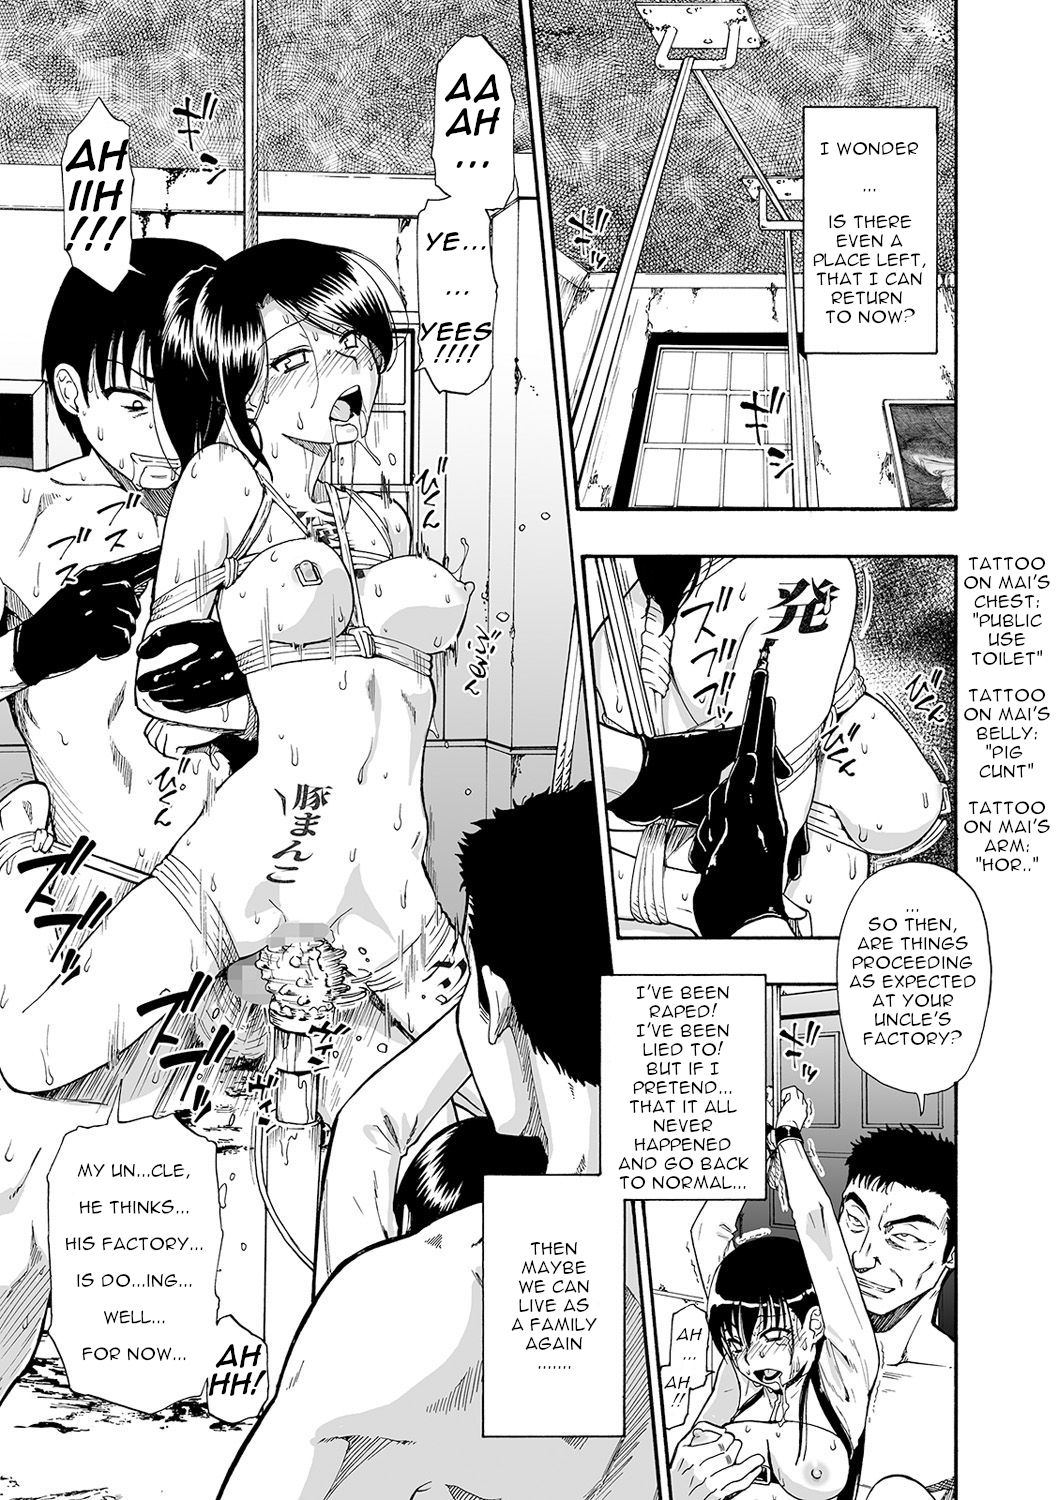 I WONDER
...
IS THERE
EVEN A
PLACE LEFT,
THAT I CAN
RETURN
TO NOW?
TATTOO
ON MAI'S
CHEST:
"PUBLIC
USE
TOILET"
TATTOO
ON MAI'S
BELLY:
"PIG
CUNT"
TATTOO
ON MAI'S
ARM:
"HOR.."
発
...
SO THEN,
ARE THINGS
PROCEEDING
AS EXPECTED
AT YOUR
UNCLE'S
FACTORY?
I'VE BEEN
RAPED!
I'VE BEEN
LIED TO!
BUT IF I
PRETEND...
THAT IT ALL
NEVER
HAPPENED
AND GO BACK
TO NORMAL...
AH
...
AH!!
THEN
MAYBE
WE CAN
LIVE AS
A FAMILY
AGAIN
.......
AA
AH
...
YE...
...
YEES
!!!!
AH
IIH
!!!
豚まんこ
MY UN...CLE,
HE THINKS...
HIS FACTORY...
IS DO...ING...
WELL...
FOR NOW...
AH
HH!